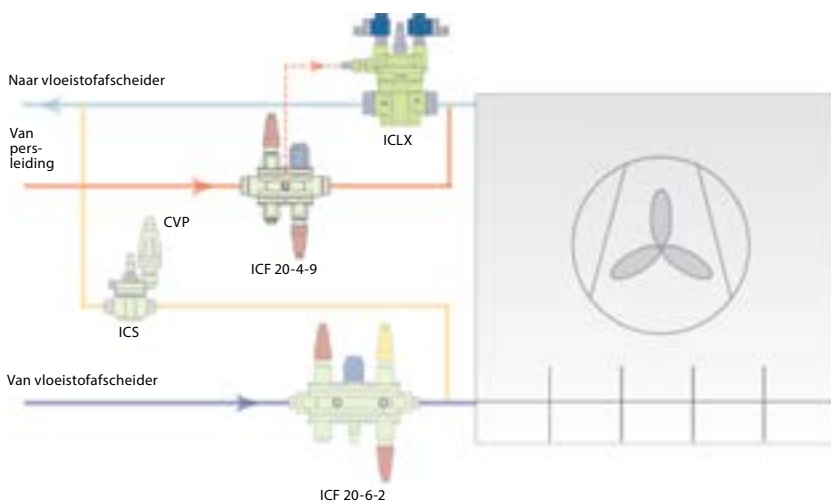 Naar vloeistofafscheider
ICLX
Van
pers-
leiding
CVP
ICF 20-4-9
ICS
Van vloeistofafscheider
ICF 20-6-2